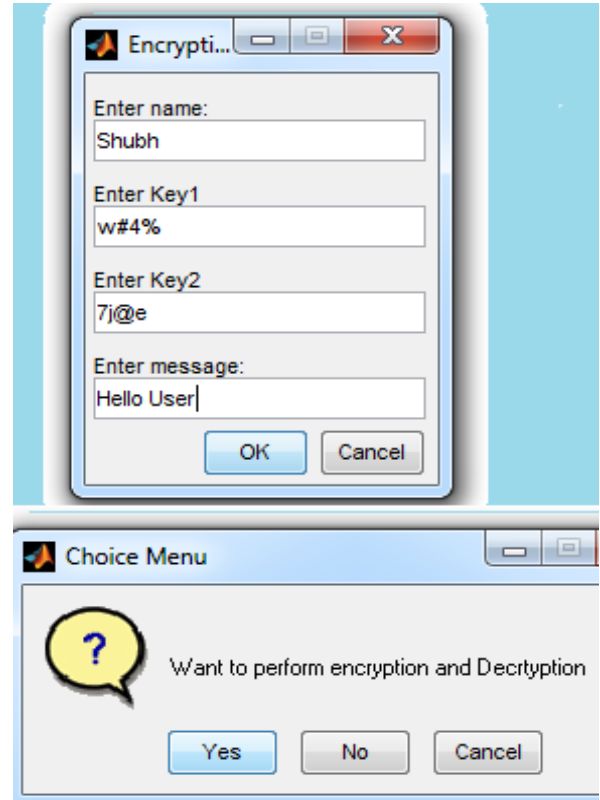 Encrypti...
Enter name:
Shubh
Enter Key1
w#4%
Enter Key2
7j@e
Enter message:
Hello User
OK Cancel
Choice Menu
?
Want to perform encryption and Decrtyption
Yes No Cancel